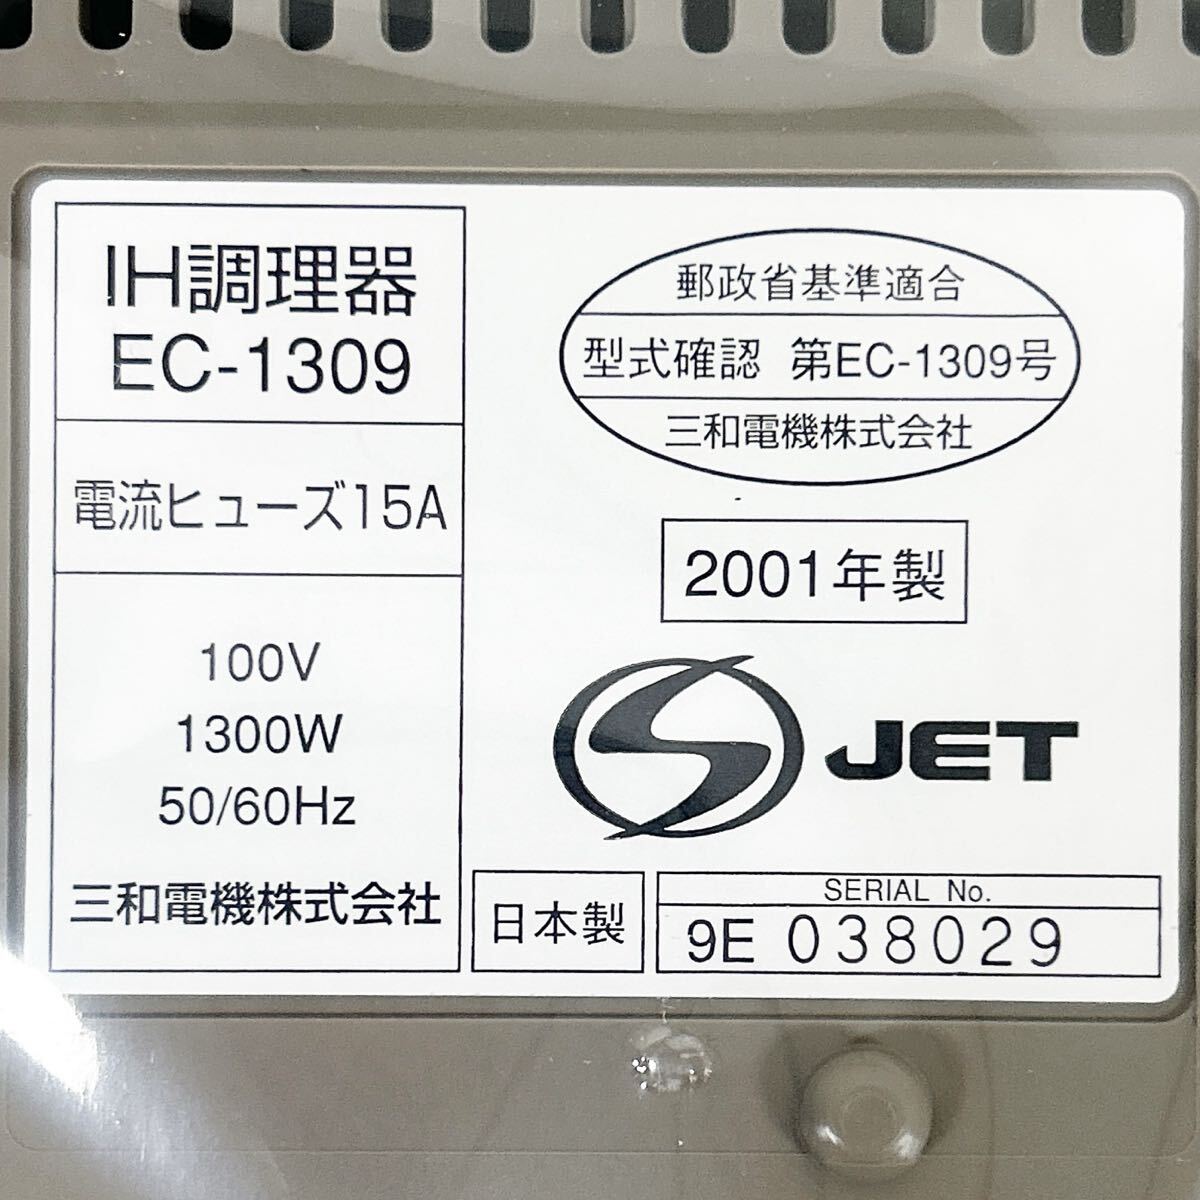 IH調理器
EC-1309
電流ヒューズ15A
100V
1300W
50/60Hz
三和電機株式会社
郵政省基準適合
型式確認 第EC-1309号
三和電機株式会社
2001年製
S JET
日本製
SERIAL No.
9E 038029